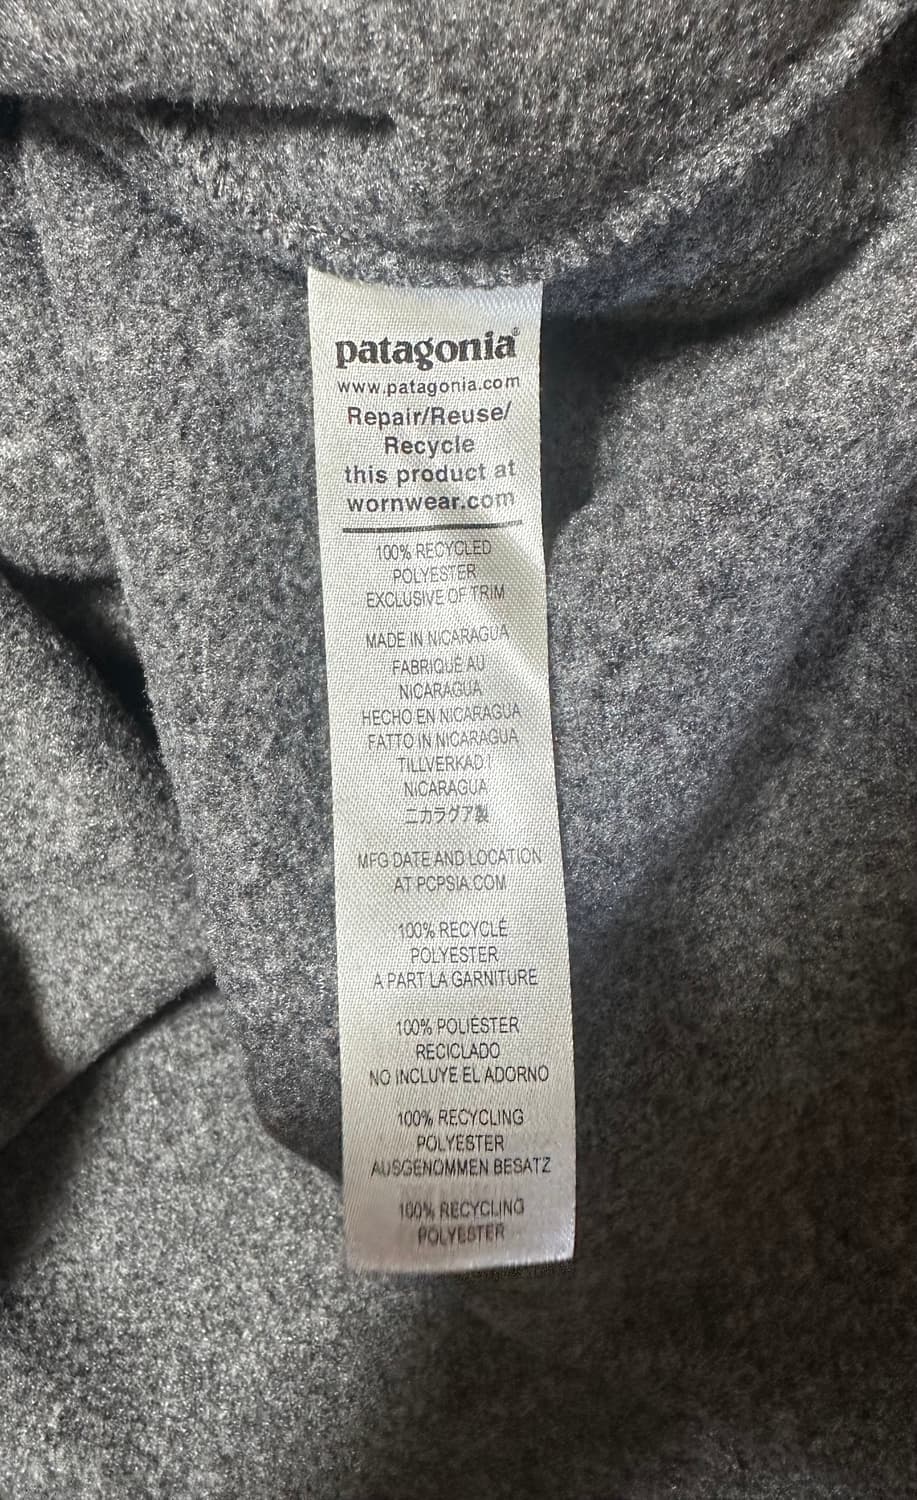 patagonia®
www.patagonia.com
Repair/Reuse/
Recycle
this product at
wornwear.com
100% RECYCLED
POLYESTER
EXCLUSIVE OF TRIM
MADE IN NICARAGUA
FABRIQUÉ AU
NICARAGUA
HECHO EN NICARAGUA
FATTO IN NICARAGUA
TILLVERKAD I
NICARAGUA
ニカラグア製
MFG DATE AND LOCATION
AT PCPSIA.COM
100% RECYCLÉ
POLYESTER
A PART LA GARNITURE
100% POLIÉSTER
RECICLADO
NO INCLUYE EL ADORNO
100% RECYCLING
POLYESTER
AUSGENOMMEN BESATZ
100% RECYCLING
POLYESTER